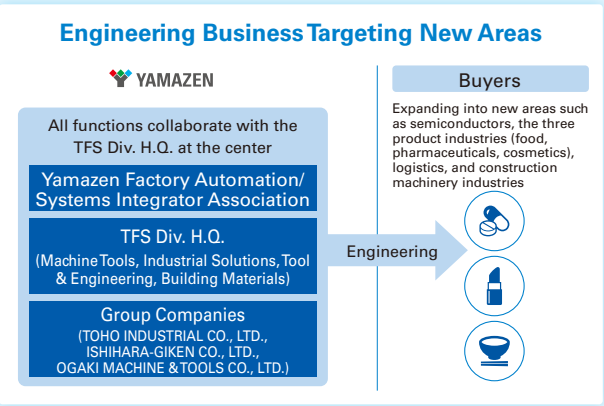 Engineering Business Targeting New Areas
YAMAZEN
All functions collaborate with the
TFS Div. H.Q. at the center
Yamazen Factory Automation/
Systems Integrator Association
TFS Div. H.Q.
(Machine Tools, Industrial Solutions, Tool
& Engineering, Building Materials)
Group Companies
(TOHO INDUSTRIAL CO., LTD.,
ISHIHARA-GIKEN CO., LTD.,
OGAKI MACHINE & TOOLS CO., LTD.)
Engineering
Buyers
Expanding into new areas such
as semiconductors, the three
product industries (food,
pharmaceuticals, cosmetics),
logistics, and construction
machinery industries